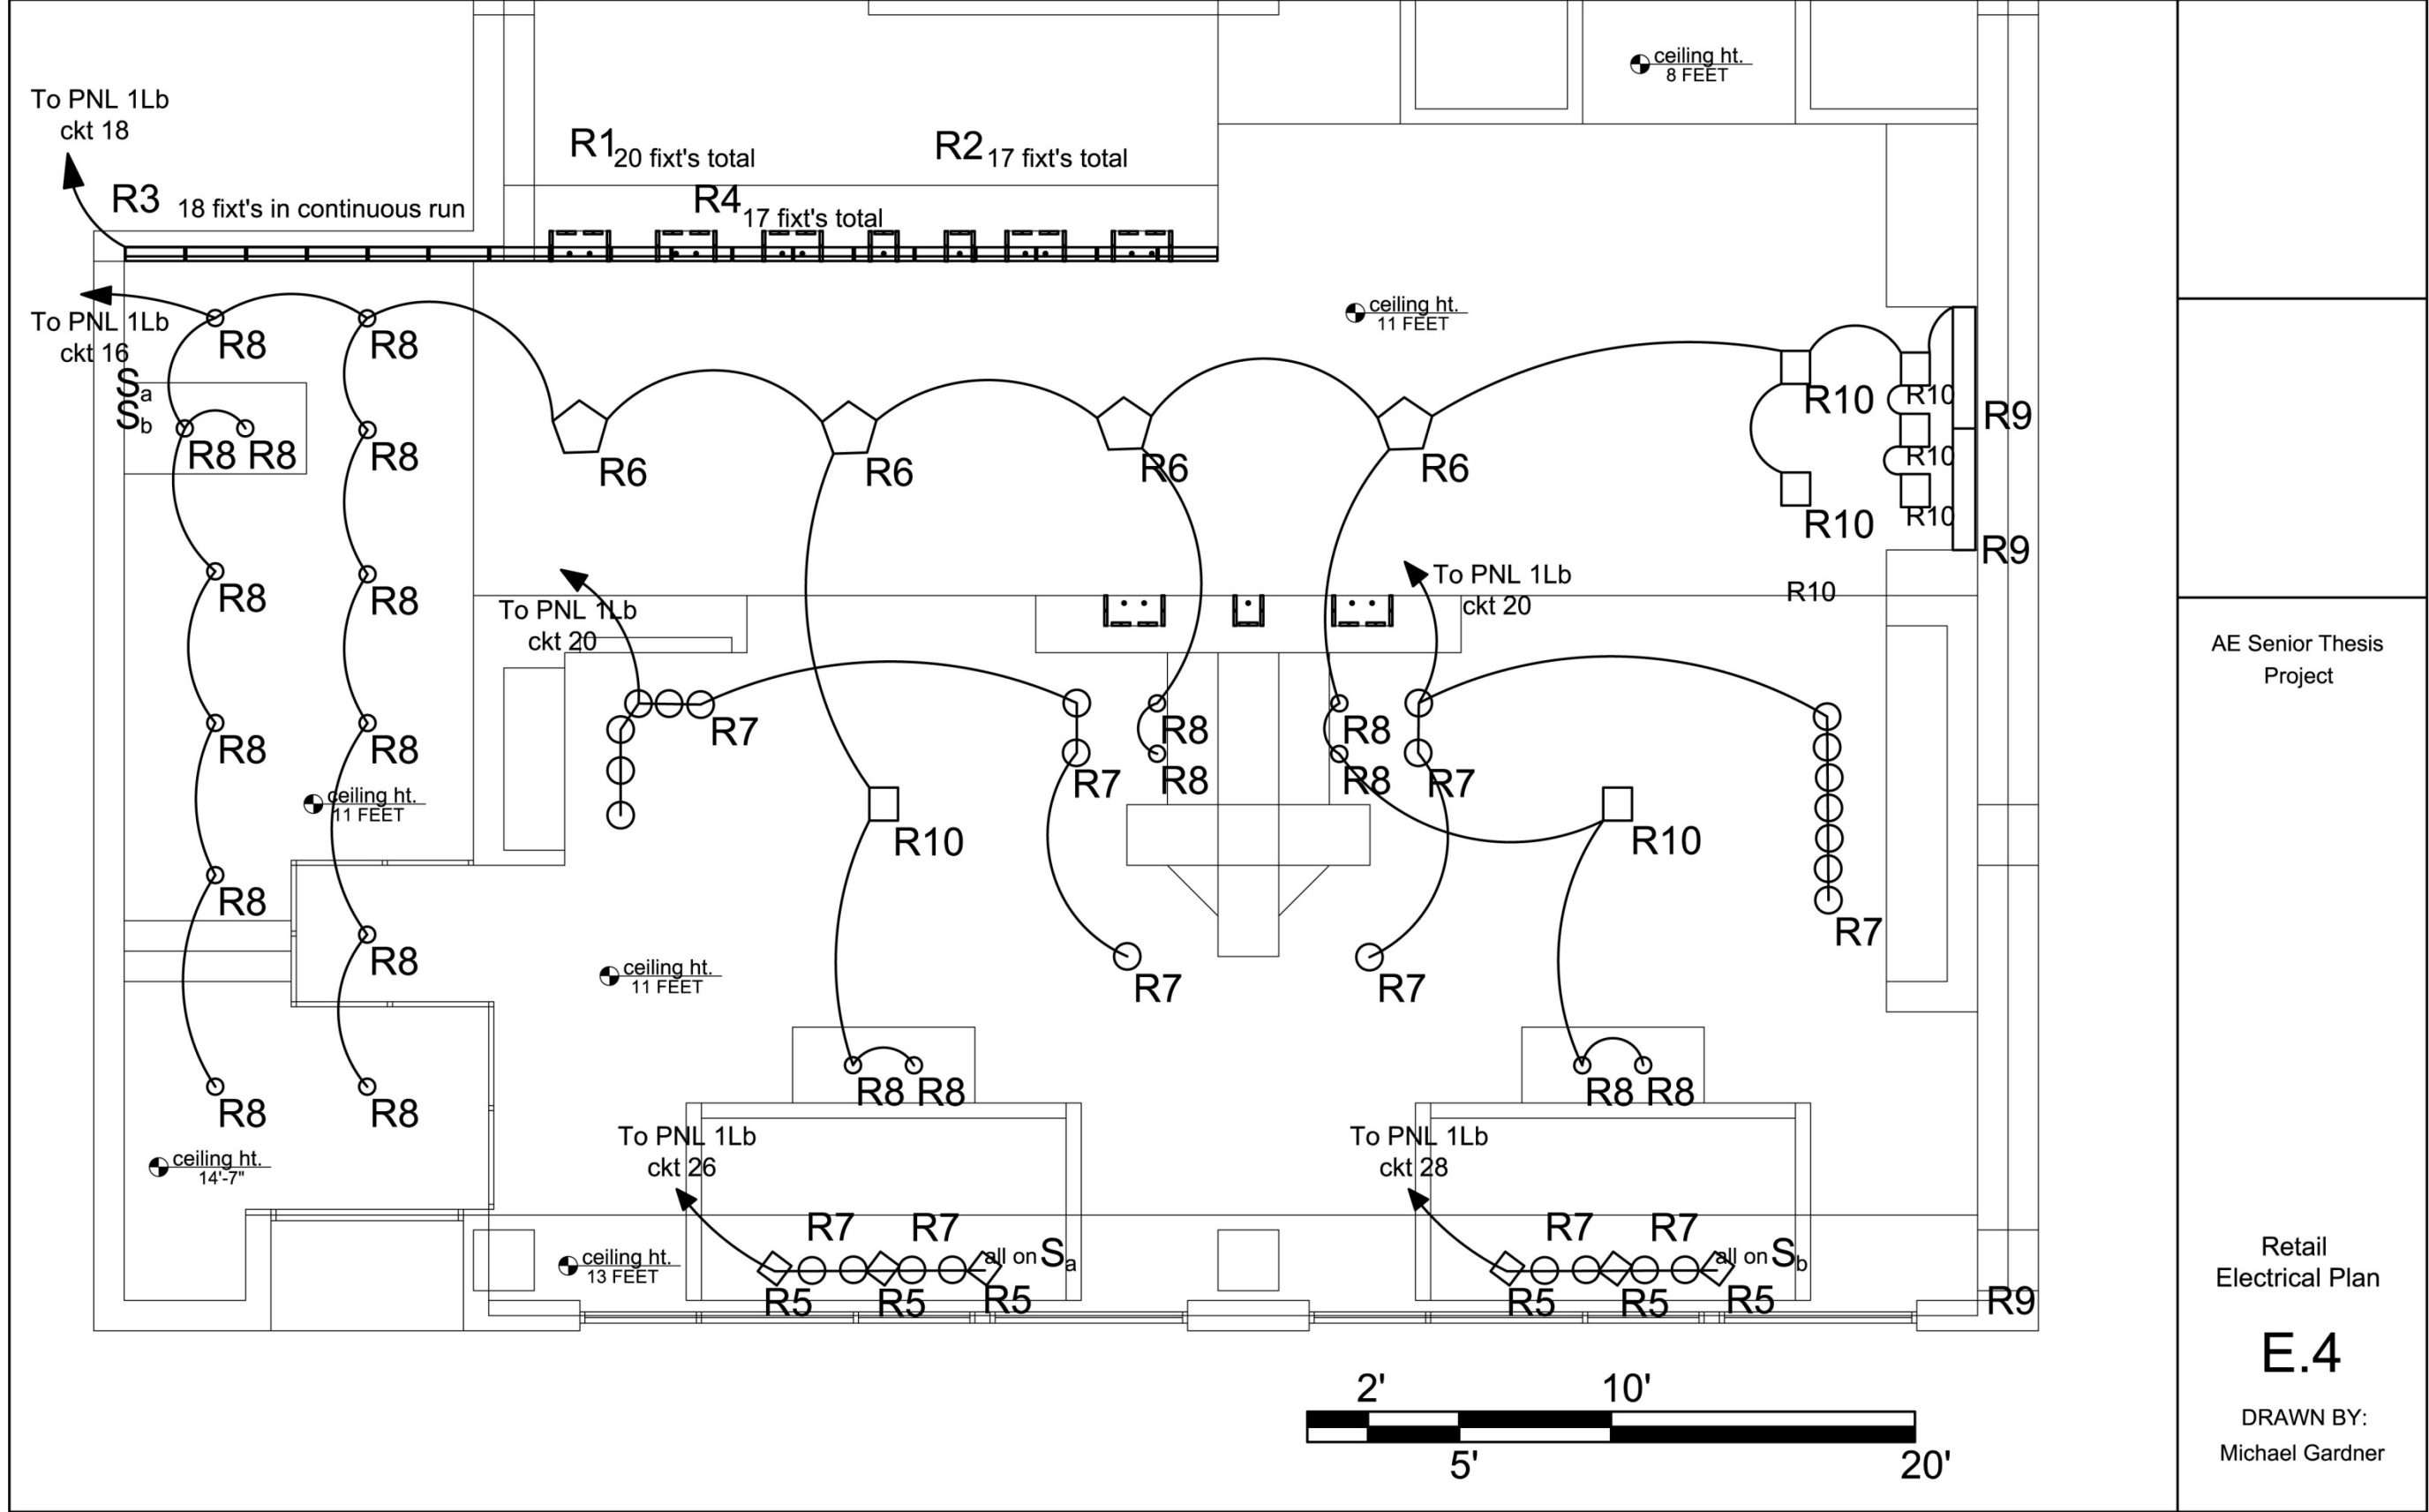 ceiling ht.
8 FEET
To PNL 1Lb
ckt 18
R1 20 fixt's total
R2 17 fixt's total
R3 18 fixt's in continuous run
R4 17 fixt's total
To PNL 1Lb
ckt 16
R8
R8
ceiling ht.
11 FEET
Sa
Sb
R8 R8
R8
R6
R6
R6
R6
R10
R10
R9
R10
R10
R10
R9
R10
R8
R8
To PNL 1Lb
ckt 20
To PNL 1Lb
ckt 20
R8
R8
R7
R7
R8
R8
R8
R8
R7
ceiling ht.
11 FEET
R10
R10
R8
R7
R8
ceiling ht.
11 FEET
R7
R7
R8
R8
R8 R8
R8 R8
ceiling ht.
14'-7"
To PNL 1Lb
ckt 26
To PNL 1Lb
ckt 28
R7 R7
R7 R7
ceiling ht.
13 FEET
all on Sa
all on Sb
R5 R5 R5
R5 R5 R5
R9
2' 10'
5' 20'
AE Senior Thesis
Project
Retail
Electrical Plan
E.4
DRAWN BY:
Michael Gardner